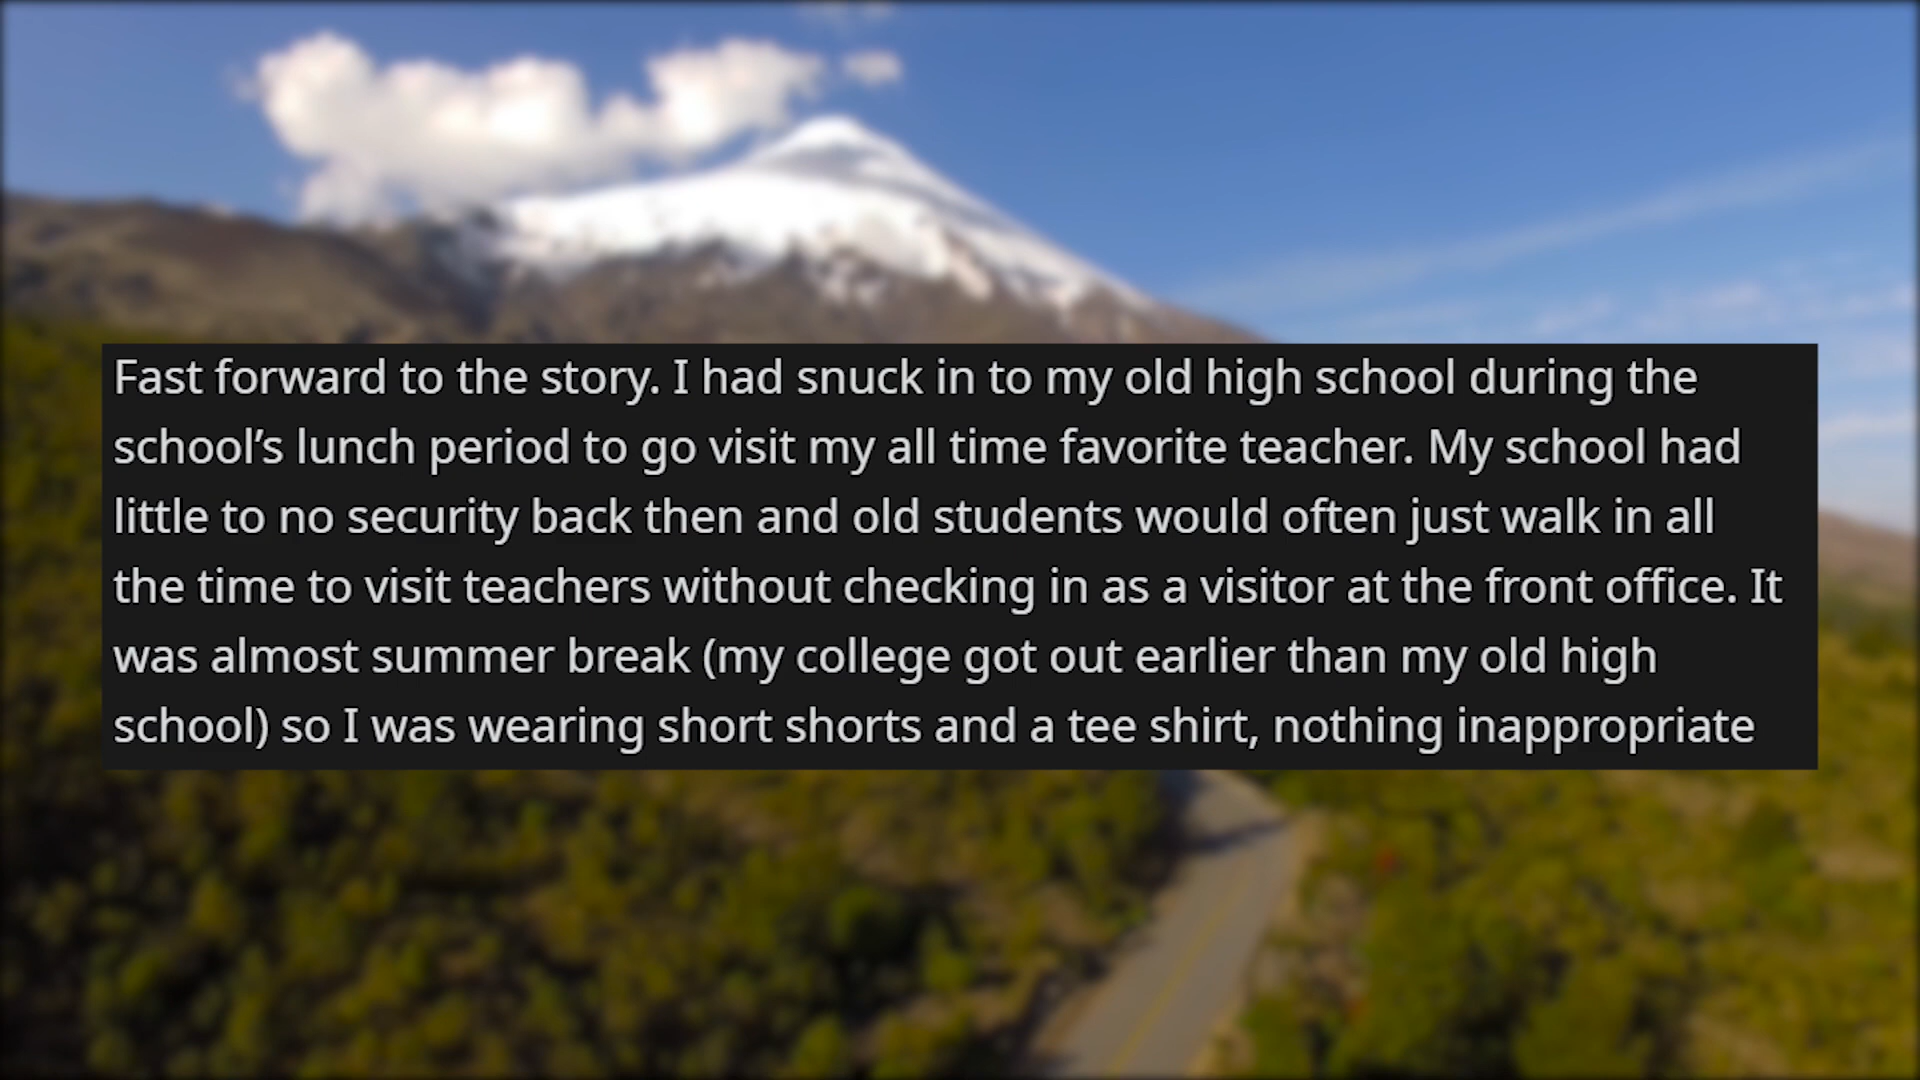 Fast forward to the story. I had snuck in to my old high school during the
school’s lunch period to go visit my all time favorite teacher. My school had
little to no security back then and old students would often just walk in all
the time to visit teachers without checking in as a visitor at the front office. It
was almost summer break (my college got out earlier than my old high
school) so I was wearing short shorts and a tee shirt, nothing inappropriate